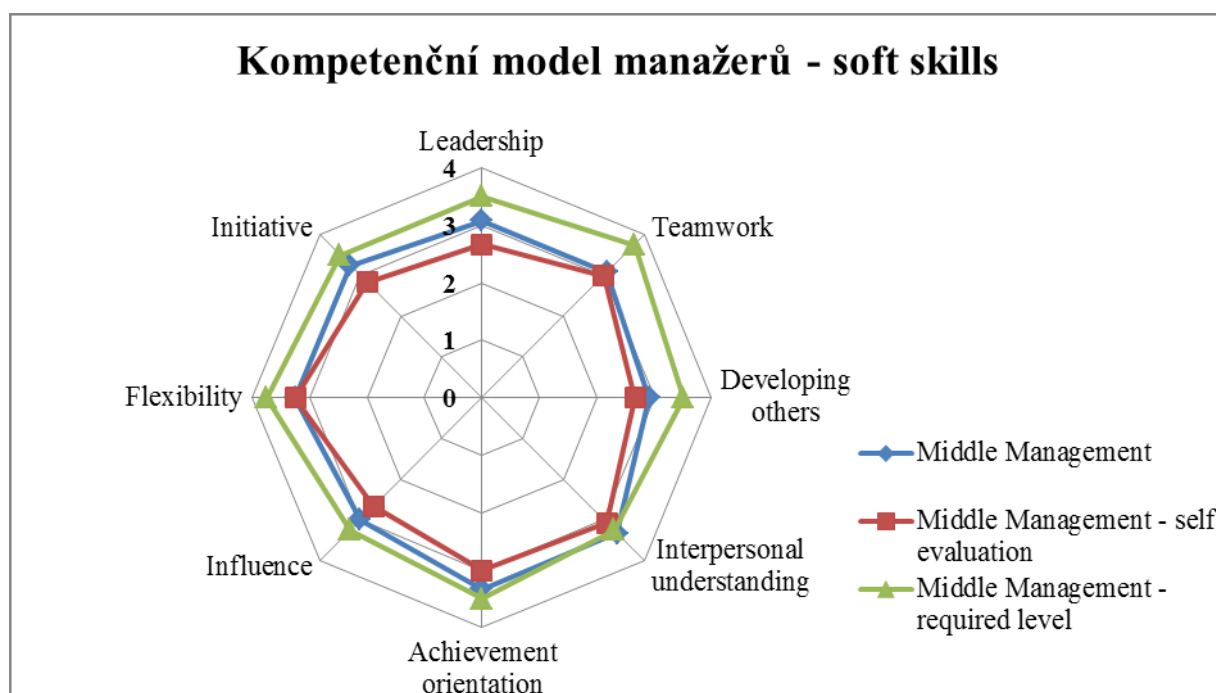 Kompetenční model manažerů - soft skills
Leadership
4
3
2
1
0
Teamwork
Developing
others
Interpersonal
understanding
Achievement
orientation
Influence
Flexibility
Initiative
Middle Management
Middle Management - self
evaluation
Middle Management -
required level